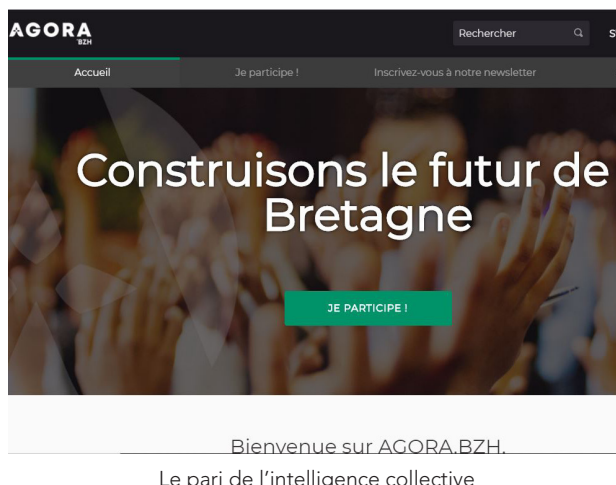 AGORA
.BZH
Rechercher
Accueil
Je participe !
Inscrivez-vous à notre newsletter
Construisons le futur de
Bretagne
JE PARTICIPE !
Bienvenue sur AGORA.BZH.
Le pari de l'intelligence collective